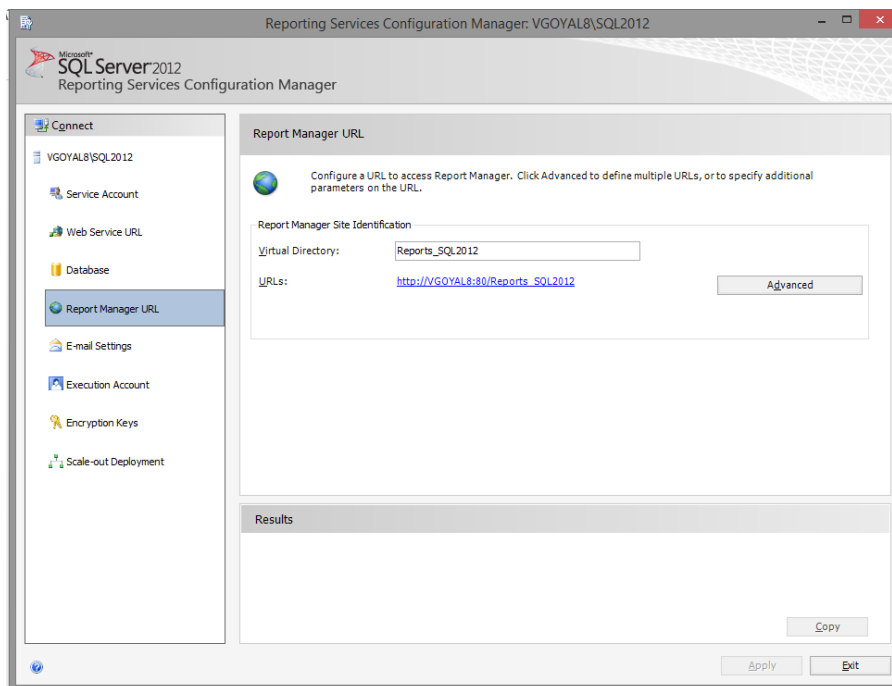 Reporting Services Configuration Manager: VGOYAL8\SQL2012
Microsoft®
SQL Server 2012
Reporting Services Configuration Manager
Connect
VGOYAL8\SQL2012
Service Account
Web Service URL
Database
Report Manager URL
E-mail Settings
Execution Account
Encryption Keys
Scale-out Deployment
Report Manager URL
Configure a URL to access Report Manager. Click Advanced to define multiple URLs, or to specify additional
parameters on the URL.
Report Manager Site Identification
Virtual Directory: Reports_SQL2012
URLs: http://VGOYAL8:80/Reports_SQL2012
Advanced
Results
Copy
Apply Exit